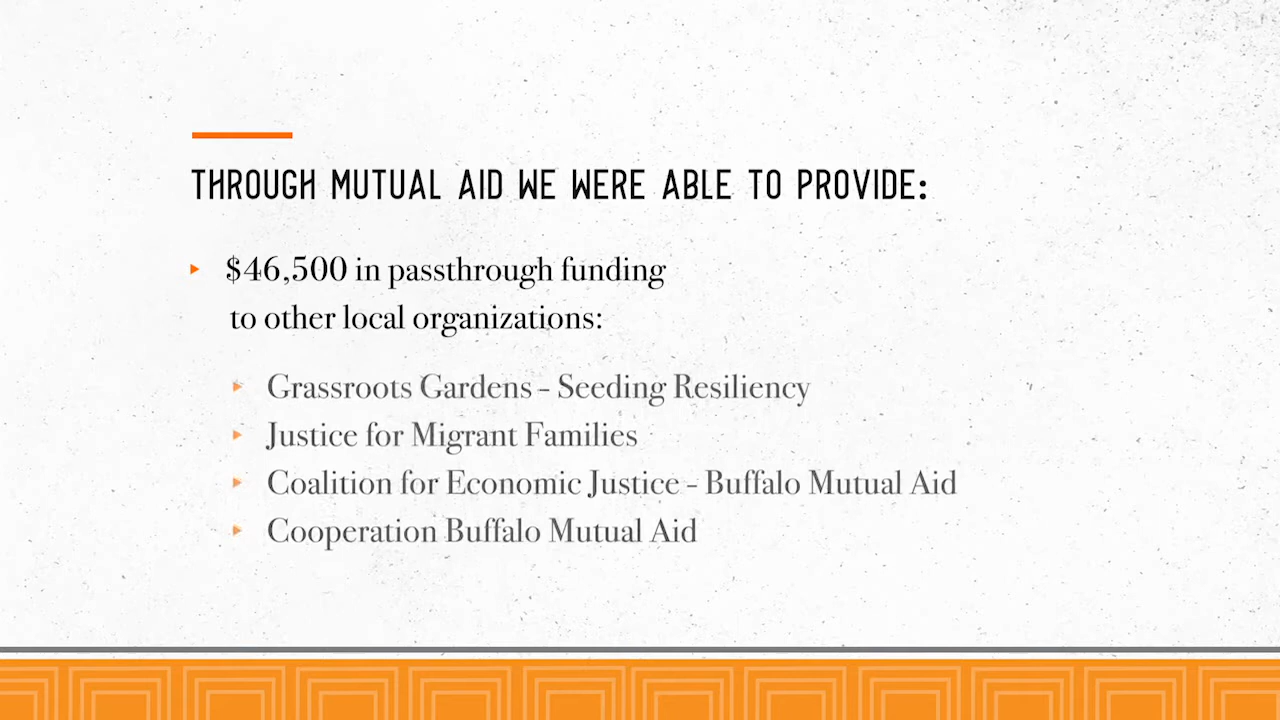 THROUGH MUTUAL AID WE WERE ABLE TO PROVIDE:
$46,500 in passthrough funding
to other local organizations:
Grassroots Gardens – Seeding Resiliency
Justice for Migrant Families
Coalition for Economic Justice – Buffalo Mutual Aid
Cooperation Buffalo Mutual Aid